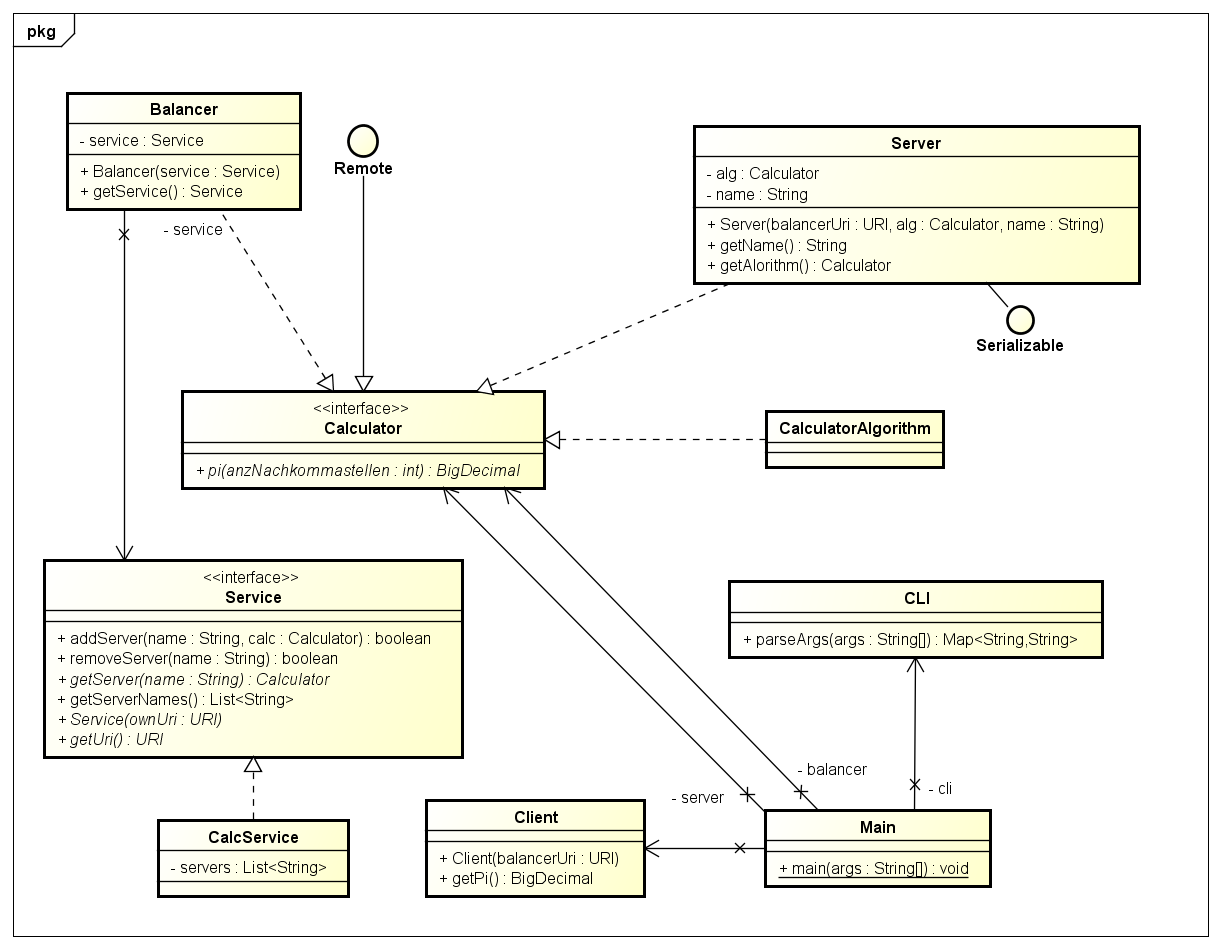 pkg
Balancer
- service : Service
+ Balancer(service : Service)
+ getService() : Service
- service
Remote
Server
- alg : Calculator
- name : String
+ Server(balancerUri : URI, alg : Calculator, name : String)
+ getName() : String
+ getAlorithm() : Calculator
Serializable
<<interface>>
Calculator
+ pi(anzNachkommastellen : int) : BigDecimal
CalculatorAlgorithm
<<interface>>
Service
+ addServer(name : String, calc : Calculator) : boolean
+ removeServer(name : String) : boolean
+ getServer(name : String) : Calculator
+ getServerNames() : List<String>
+ Service(ownUri : URI)
+ getUri() : URI
CLI
+ parseArgs(args : String[]) : Map<String,String>
- balancer
- server
- cli
CalcService
- servers : List<String>
Client
+ Client(balancerUri : URI)
+ getPi() : BigDecimal
Main
+ main(args : String[]) : void